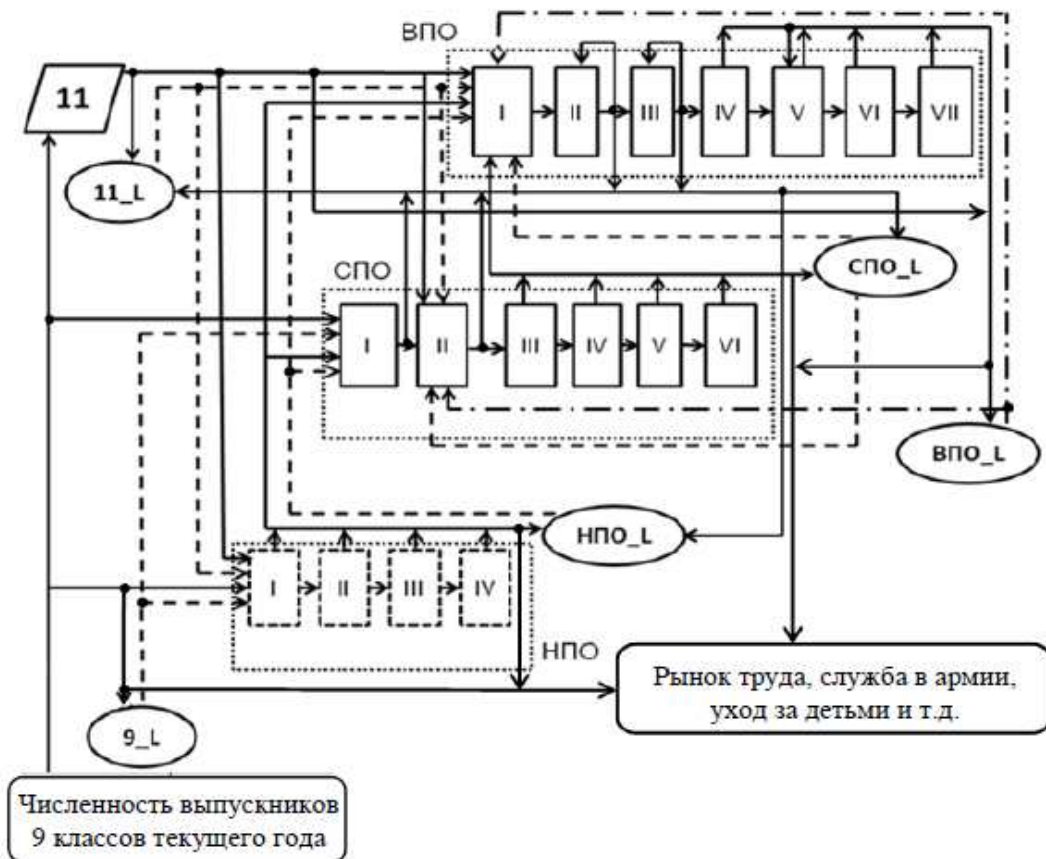 ВПО
11
I II III IV V VI VII
11_L
СПО_L
СПО
I II III IV V VI
ВПО_L
НПО_L
I II III IV
НПО
Рынок труда, служба в армии,
уход за детьми и т.д.
9_L
Численность выпускников
9 классов текущего года